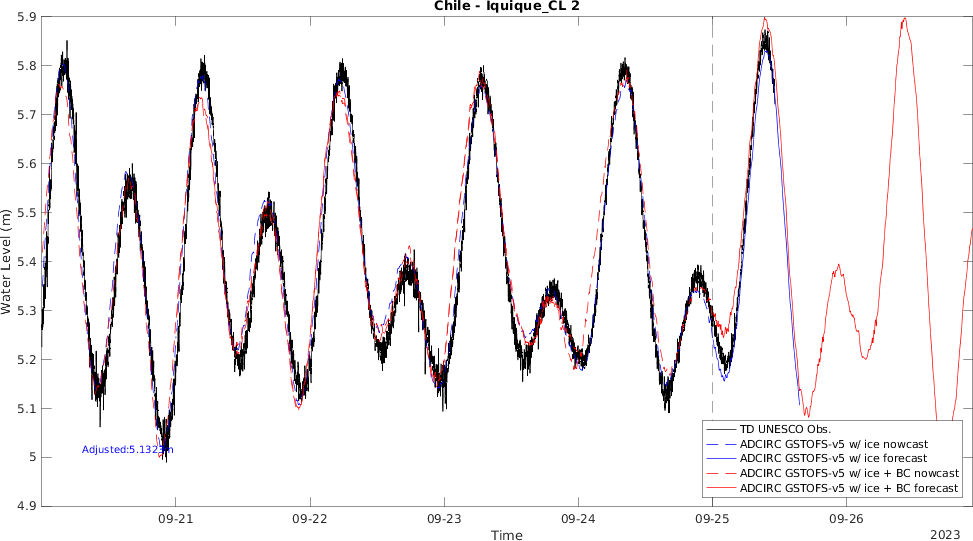 Chile - Iquique_CL 2
5.9
5.8
5.7
5.6
5.5
5.4
5.3
5.2
5.1
5
4.9
Water Level (m)
Adjusted:5.1323m
TD UNESCO Obs.
ADCIRC GSTOFS-v5 w/ ice nowcast
ADCIRC GSTOFS-v5 w/ ice forecast
ADCIRC GSTOFS-v5 w/ ice + BC nowcast
ADCIRC GSTOFS-v5 w/ ice + BC forecast
09-21
09-22
09-23
09-24
09-25
09-26
Time
2023